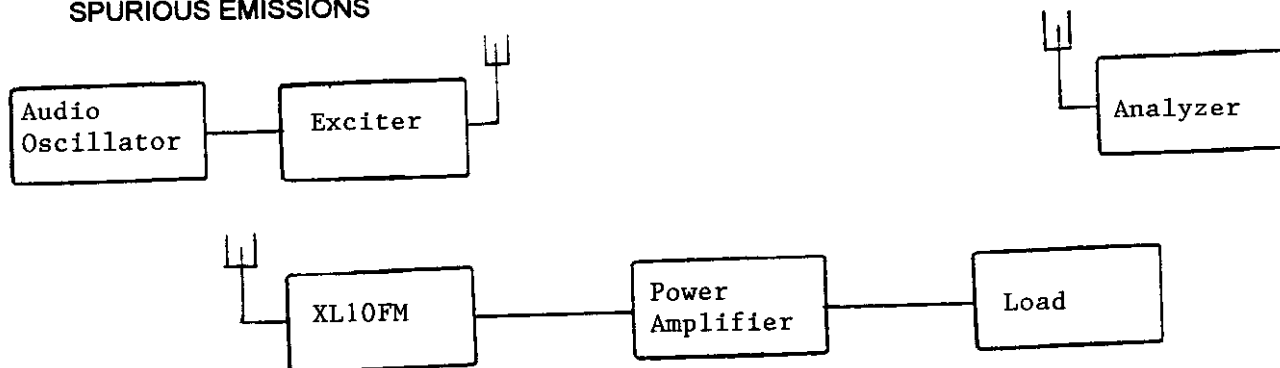 SPURIOUS EMISSIONS
Audio
Oscillator
Exciter
Analyzer
XL10FM
Power
Amplifier
Load